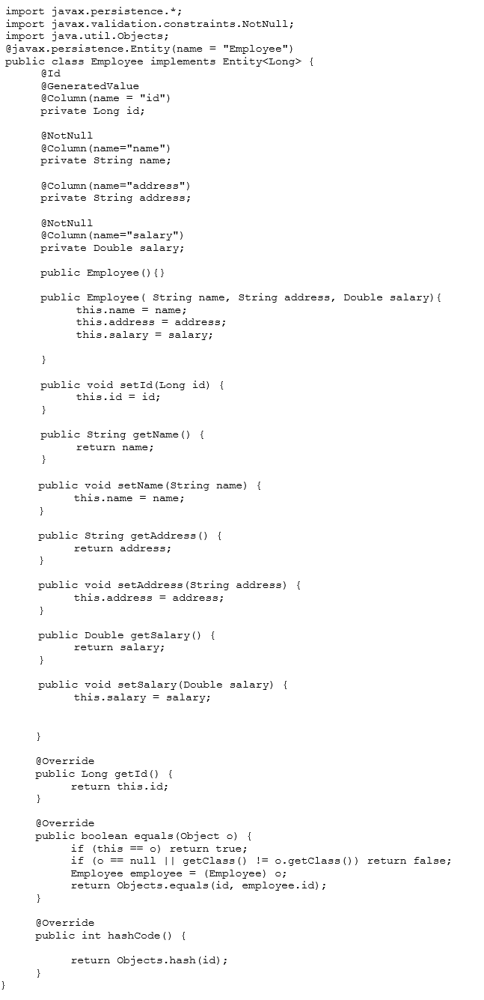 import javax.persistence.*;
import javax.validation.constraints.NotNull;
import java.util.Objects;
@javax.persistence.Entity(name = "Employee")
public class Employee implements Entity<Long> {
@Id
@GeneratedValue
@Column(name = "id")
private Long id;
@NotNull
@Column(name="name")
private String name;
@Column(name="address")
private String address;
@NotNull
@Column(name="salary")
private Double salary;
public Employee(){}
public Employee( String name, String address, Double salary){
this.name = name;
this.address = address;
this.salary = salary;
}
public void setId(Long id) {
this.id = id;
}
public String getName() {
return name;
}
public void setName(String name) {
this.name = name;
}
public String getAddress() {
return address;
}
public void setAddress(String address) {
this.address = address;
}
public Double getSalary() {
return salary;
}
public void setSalary(Double salary) {
this.salary = salary;
}
@Override
public Long getId() {
return this.id;
}
@Override
public boolean equals(Object o) {
if (this == o) return true;
if (o == null || getClass() != o.getClass()) return false;
Employee employee = (Employee) o;
return Objects.equals(id, employee.id);
}
@Override
public int hashCode() {
return Objects.hash(id);
}
}